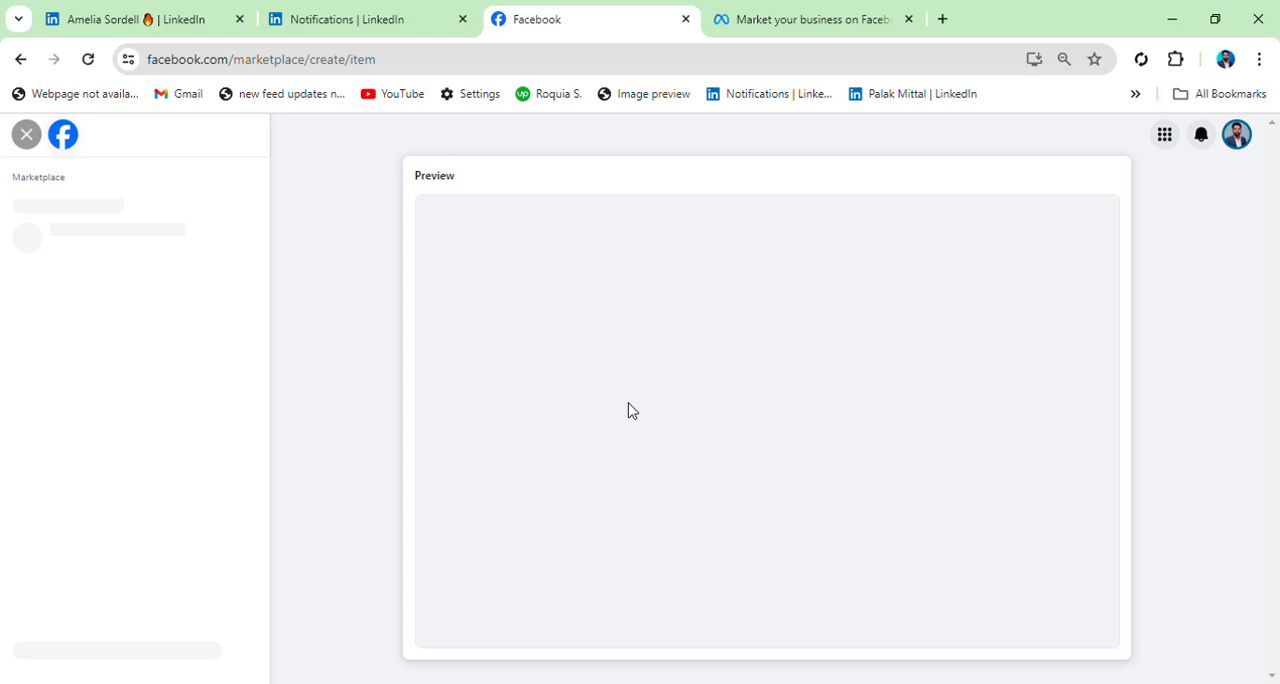 Amelia Sordell 🔥 | LinkedIn
Notifications | LinkedIn
Facebook
Market your business on Faceb
facebook.com/marketplace/create/item
Webpage not availa...
Gmail
new feed updates n...
YouTube
Settings
up
Roquia S.
Image preview
Notifications | Linke...
Palak Mittal | LinkedIn
»
All Bookmarks
Marketplace
Preview